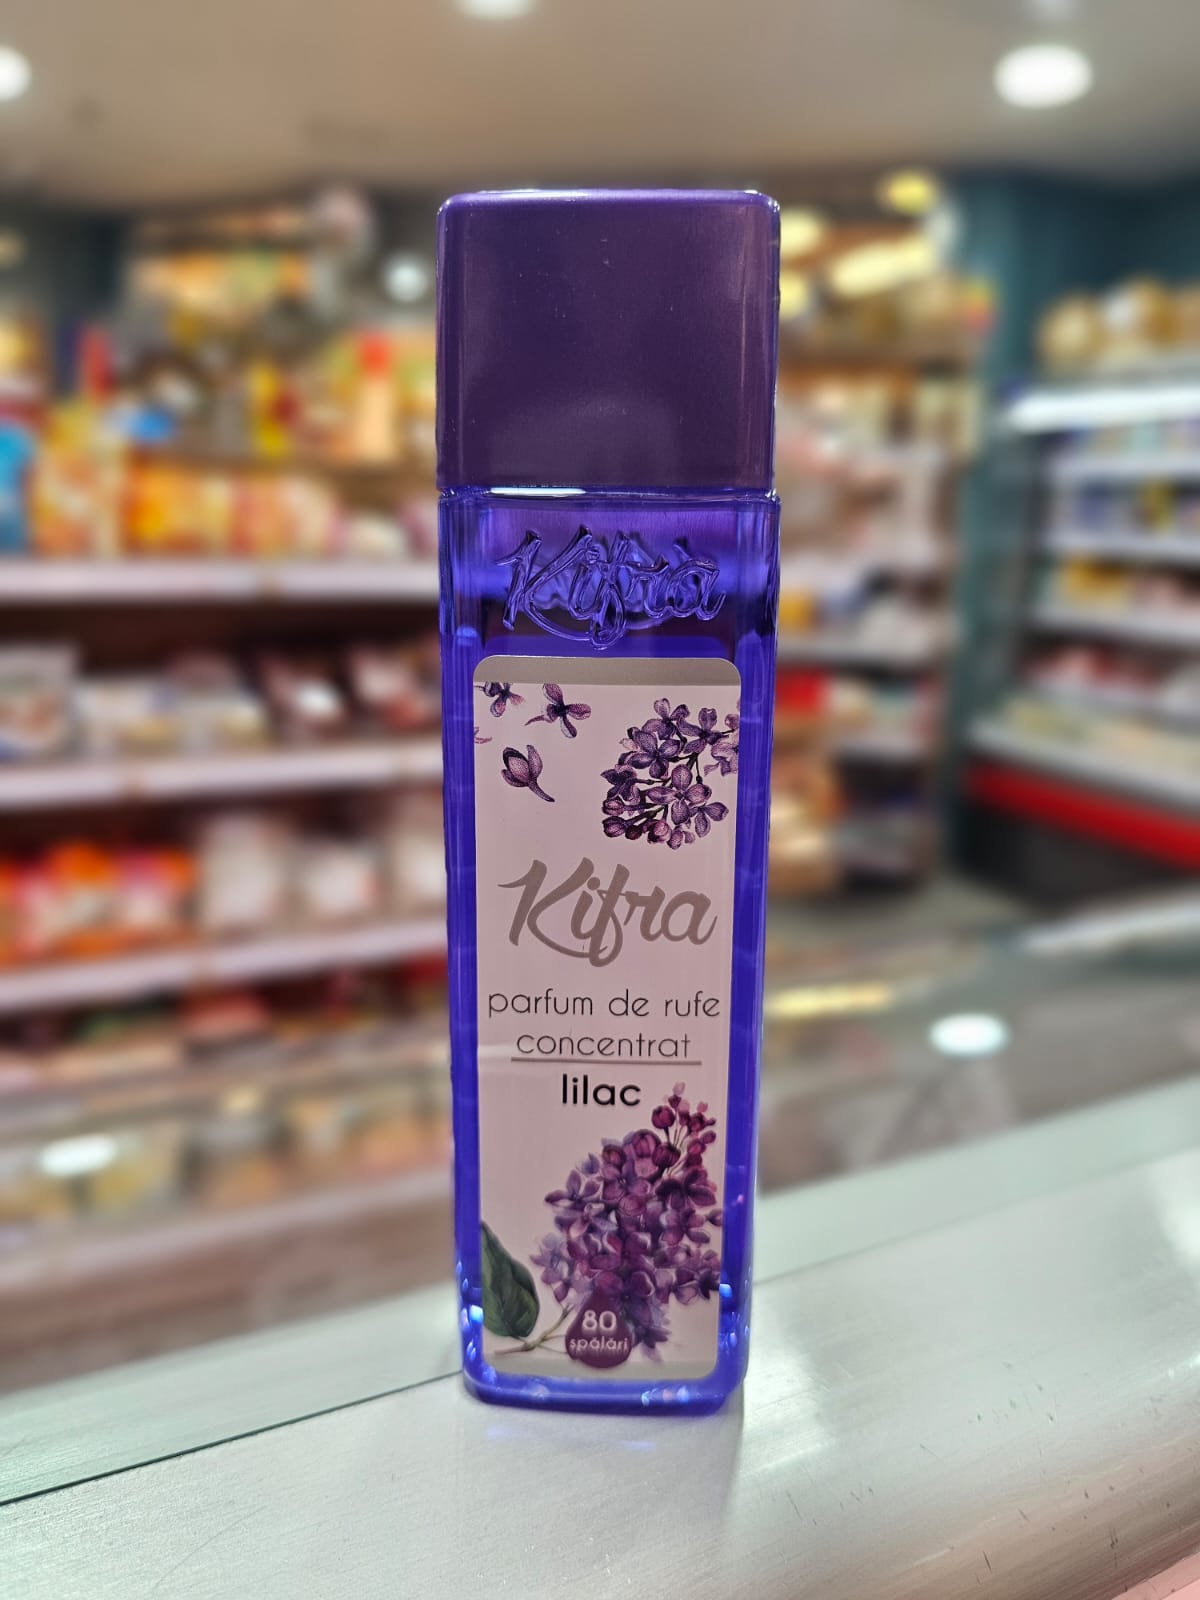 Kifra
Kifra
parfum de rufe
concentrat
lilac
80
spălări